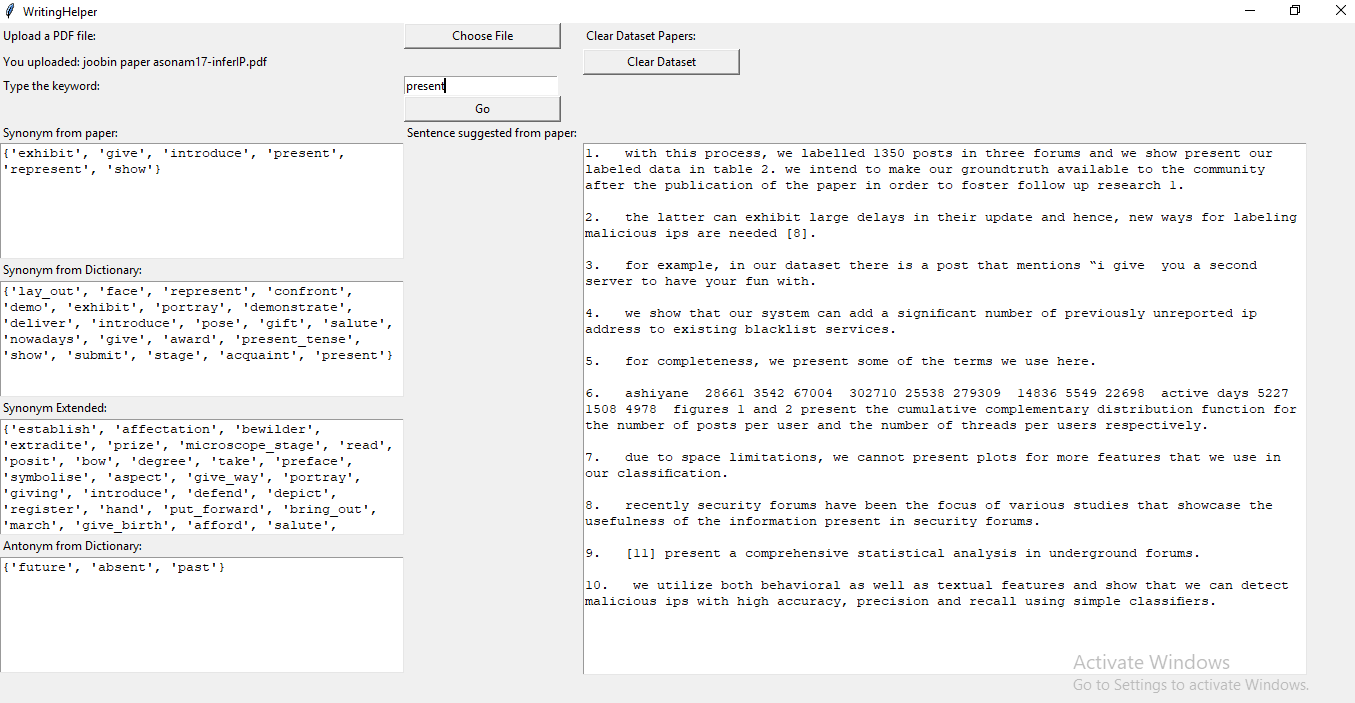 WritingHelper
Upload a PDF file:
Choose File
Clear Dataset Papers:
You uploaded: joobin paper asonam17-inferIP.pdf
Clear Dataset
Type the keyword:
present
Go
Synonym from paper:
Sentence suggested from paper:
{'exhibit', 'give', 'introduce', 'present',
'represent', 'show'}
Synonym from Dictionary:
{'lay_out', 'face', 'represent', 'confront',
'demo', 'exhibit', 'portray', 'demonstrate',
'deliver', 'introduce', 'pose', 'gift', 'salute',
'nowadays', 'give', 'award', 'present_tense',
'show', 'submit', 'stage', 'acquaint', 'present'}
Synonym Extended:
{'establish', 'affectation', 'bewilder',
'extradite', 'prize', 'microscope_stage', 'read',
'posit', 'bow', 'degree', 'take', 'preface',
'symbolise', 'aspect', 'give_way', 'portray',
'giving', 'introduce', 'defend', 'depict',
'register', 'hand', 'put_forward', 'bring_out',
'march', 'give_birth', 'afford', 'salute',
Antonym from Dictionary:
{'future', 'absent', 'past'}
1. with this process, we labelled 1350 posts in three forums and we show present our
labeled data in table 2. we intend to make our groundtruth available to the community
after the publication of the paper in order to foster follow up research 1.
2. the latter can exhibit large delays in their update and hence, new ways for labeling
malicious ips are needed [8].
3. for example, in our dataset there is a post that mentions “i give you a second
server to have your fun with.
4. we show that our system can add a significant number of previously unreported ip
address to existing blacklist services.
5. for completeness, we present some of the terms we use here.
6. ashiyane 28661 3542 67004 302710 25538 279309 14836 5549 22698 active days 5227
1508 4978 figures 1 and 2 present the cumulative complementary distribution function for
the number of posts per user and the number of threads per users respectively.
7. due to space limitations, we cannot present plots for more features that we use in
our classification.
8. recently security forums have been the focus of various studies that showcase the
usefulness of the information present in security forums.
9. [11] present a comprehensive statistical analysis in underground forums.
10. we utilize both behavioral as well as textual features and show that we can detect
malicious ips with high accuracy, precision and recall using simple classifiers.
Activate Windows
Go to Settings to activate Windows.